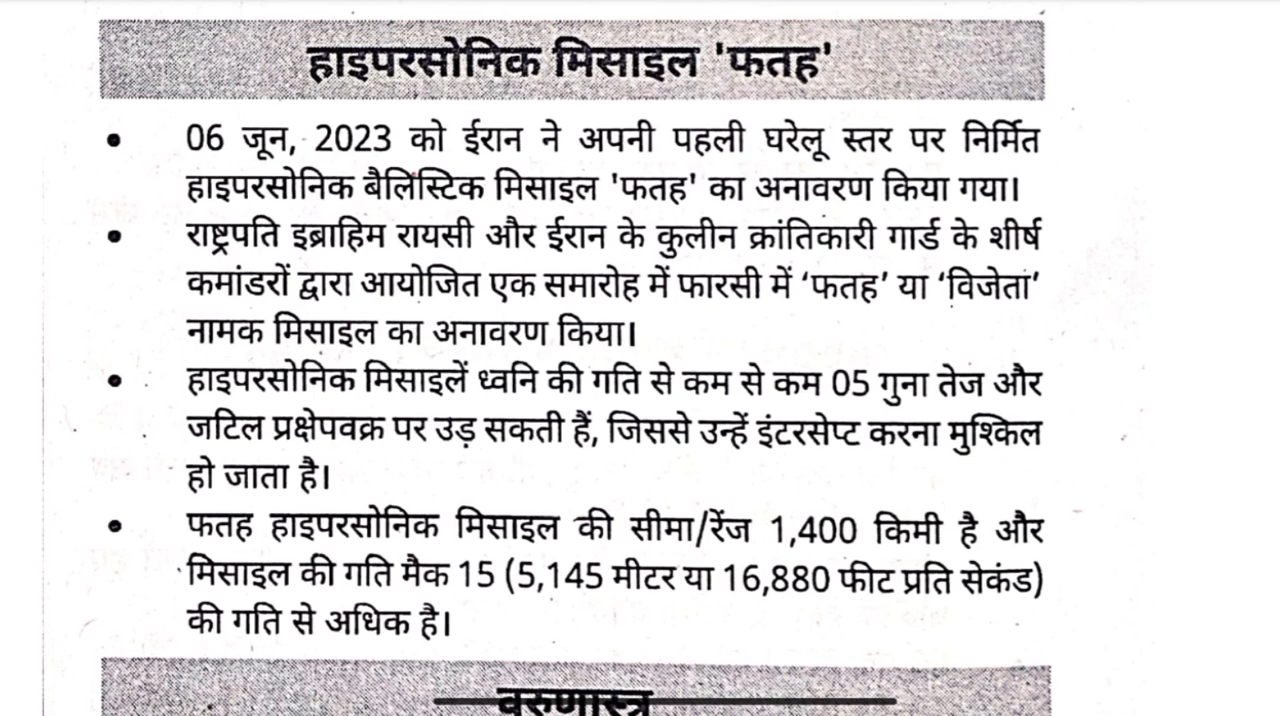 हाइपरसोनिक मिसाइल 'फतह'
• 06 जून, 2023 को ईरान ने अपनी पहली घरेलू स्तर पर निर्मित
हाइपरसोनिक बैलिस्टिक मिसाइल 'फतह' का अनावरण किया गया।
• राष्ट्रपति इब्राहिम रायसी और ईरान के कुलीन क्रांतिकारी गार्ड के शीर्ष
कमांडरों द्वारा आयोजित एक समारोह में फारसी में ‘फतह’ या ‘विजेता’
नामक मिसाइल का अनावरण किया।
• हाइपरसोनिक मिसाइलें ध्वनि की गति से कम से कम 05 गुना तेज और
जटिल प्रक्षेपवक्र पर उड़ सकती हैं, जिससे उन्हें इंटरसेप्ट करना मुश्किल
हो जाता है।
• फतह हाइपरसोनिक मिसाइल की सीमा/रेंज 1,400 किमी है और
मिसाइल की गति मैक 15 (5,145 मीटर या 16,880 फीट प्रति सेकंड)
की गति से अधिक है।
वरुणास्त्र